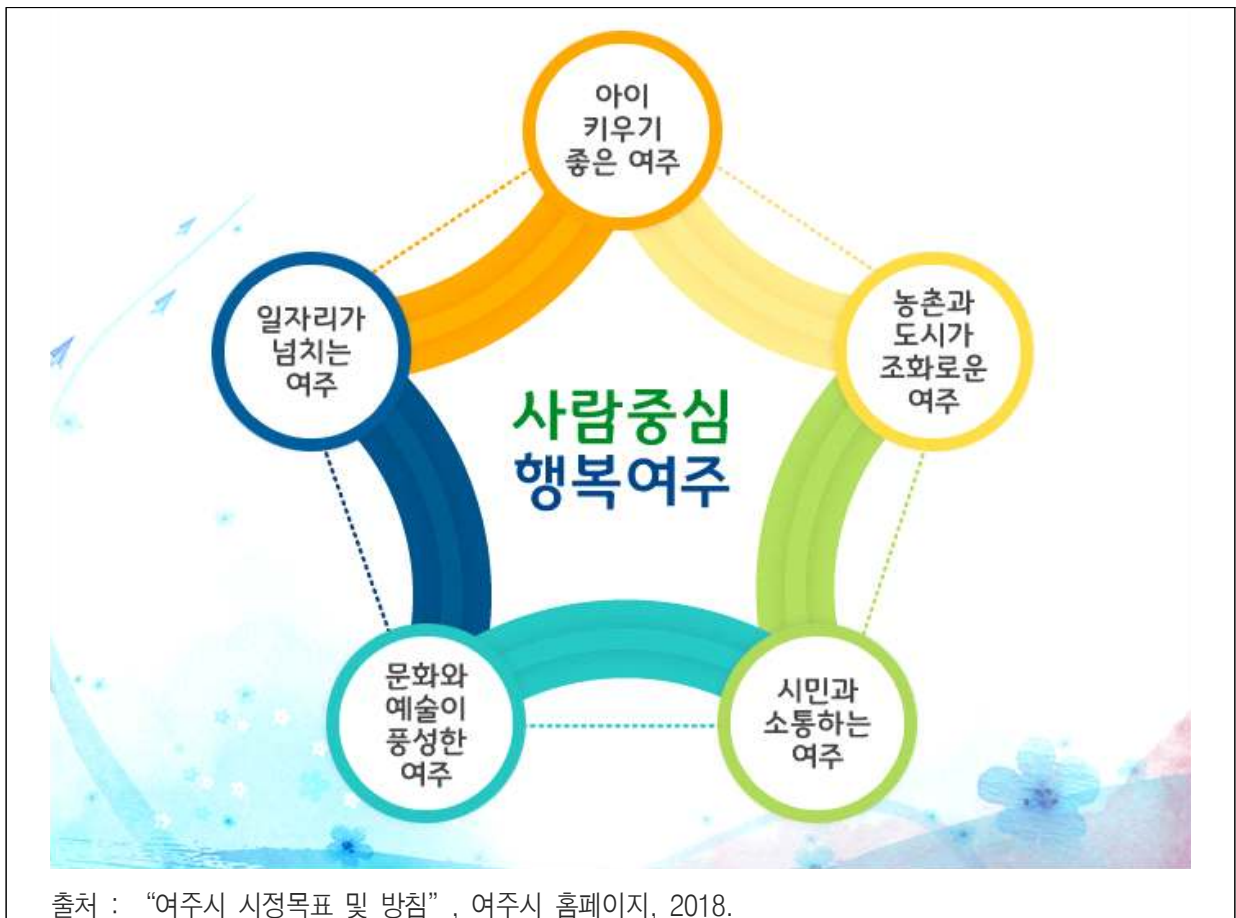 아이
키우기
좋은 여주
일자리가
넘치는
여주
농촌과
도시가
조화로운
여주
사람중심
행복여주
문화와
예술이
풍성한
여주
시민과
소통하는
여주
출처 : “여주시 시정목표 및 방침” , 여주시 홈페이지, 2018.